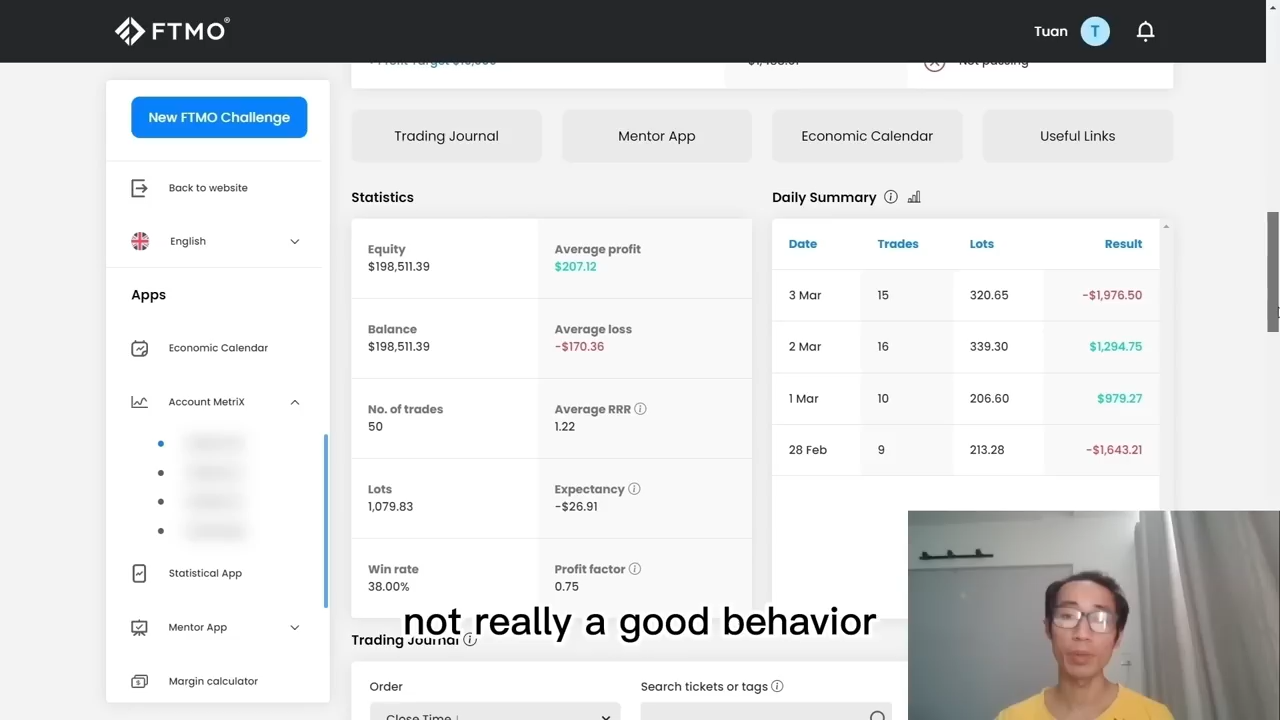 FTMO®
Tuan
T
New FTMO Challenge
Back to website
English
Apps
Economic Calendar
Account MetriX
Statistical App
Mentor App
Margin calculator
Not passing
Trading Journal
Mentor App
Economic Calendar
Useful Links
Statistics
Equity
$198,511.39
Average profit
$207.12
Balance
$198,511.39
Average loss
-$170.36
No. of trades
50
Average RRR
1.22
Lots
1,079.83
Expectancy
-$26.91
Win rate
38.00%
Profit factor
0.75
Daily Summary
Date Trades Lots Result
3 Mar 15 320.65 -$1,976.50
2 Mar 16 339.30 $1,294.75
1 Mar 10 206.60 $979.27
28 Feb 9 213.28 -$1,643.21
not really a good behavior
Trading Journal
Order
Close Time
Search tickets or tags